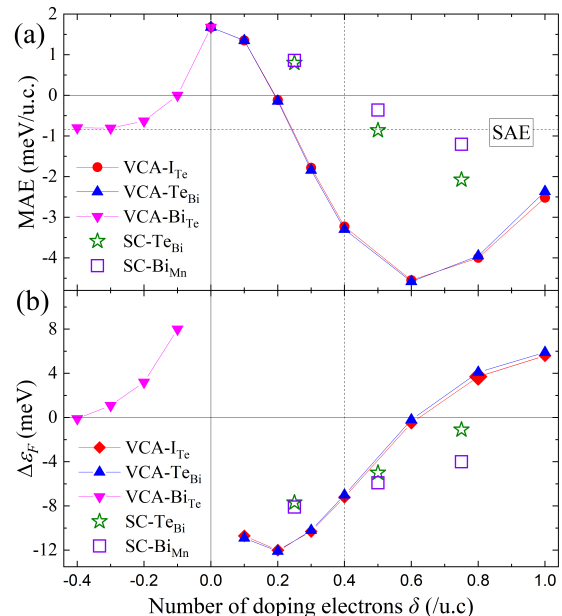 (a)
MAE (meV/u.c.)
2
1
0
-1
-2
-3
-4
SAE
VCA-I_Te
VCA-Te_Bi
VCA-Bi_Te
SC-Te_Bi
SC-Bi_Mn
(b)
Δε_F (meV)
8
4
0
-4
-8
-12
VCA-I_Te
VCA-Te_Bi
VCA-Bi_Te
SC-Te_Bi
SC-Bi_Mn
-0.4 -0.2 0.0 0.2 0.4 0.6 0.8 1.0
Number of doping electrons δ (/u.c)